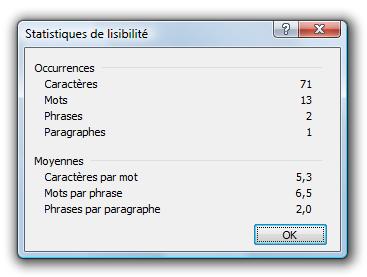 Statistiques de lisibilité
Occurrences
Caractères 71
Mots 13
Phrases 2
Paragraphes 1
Moyennes
Caractères par mot 5,3
Mots par phrase 6,5
Phrases par paragraphe 2,0
OK